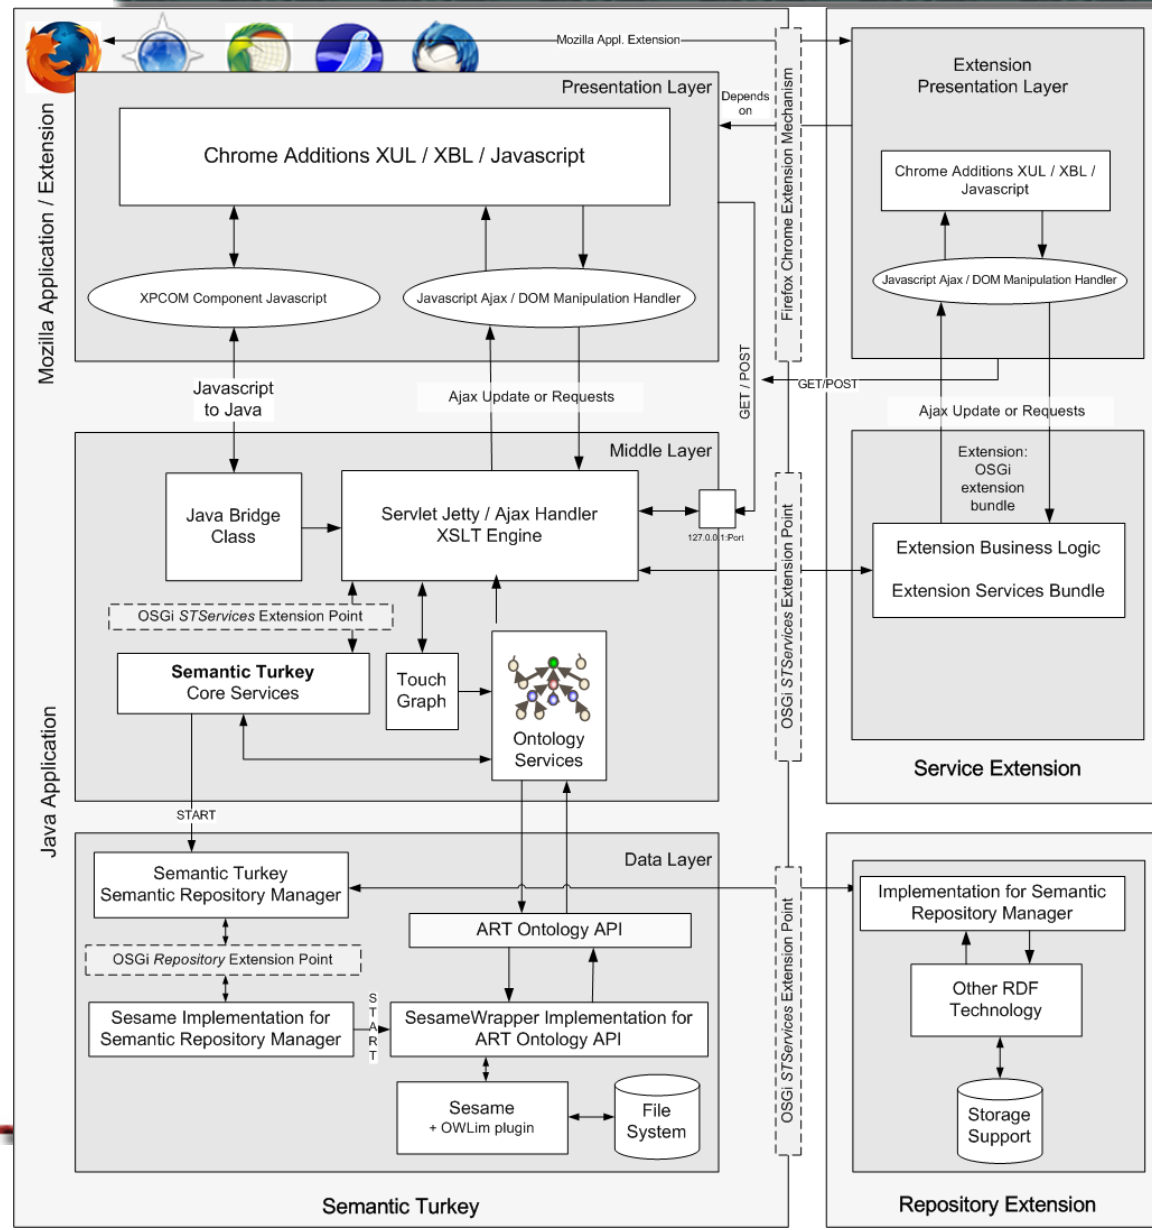 Mozilla Appl. Extension
Mozilla Application / Extension
Presentation Layer
Chrome Additions XUL / XBL / Javascript
XPCOM Component Javascript
Javascript Ajax / DOM Manipulation Handler
Depends
on
Firefox Chrome Extension Mechanism
Extension
Presentation Layer
Chrome Additions XUL / XBL /
Javascript
Javascript Ajax / DOM Manipulation Handler
Javascript
to Java
Ajax Update or Requests
GET / POST
GET/POST
Ajax Update or Requests
Java Application
Middle Layer
Java Bridge
Class
Servlet Jetty / Ajax Handler
XSLT Engine
127.0.0.1:Port
OSGi STServices Extension Point
Semantic Turkey
Core Services
Touch
Graph
Ontology
Services
OSGi STServices Extension Point
Extension:
OSGi
extension
bundle
Extension Business Logic
Extension Services Bundle
Service Extension
START
Data Layer
Semantic Turkey
Semantic Repository Manager
OSGi Repository Extension Point
Sesame Implementation for
Semantic Repository Manager
START
ART Ontology API
SesameWrapper Implementation for
ART Ontology API
Sesame
+ OWLim plugin
File
System
OSGi STServices Extension Point
Implementation for Semantic
Repository Manager
Other RDF
Technology
Storage
Support
Semantic Turkey
Repository Extension